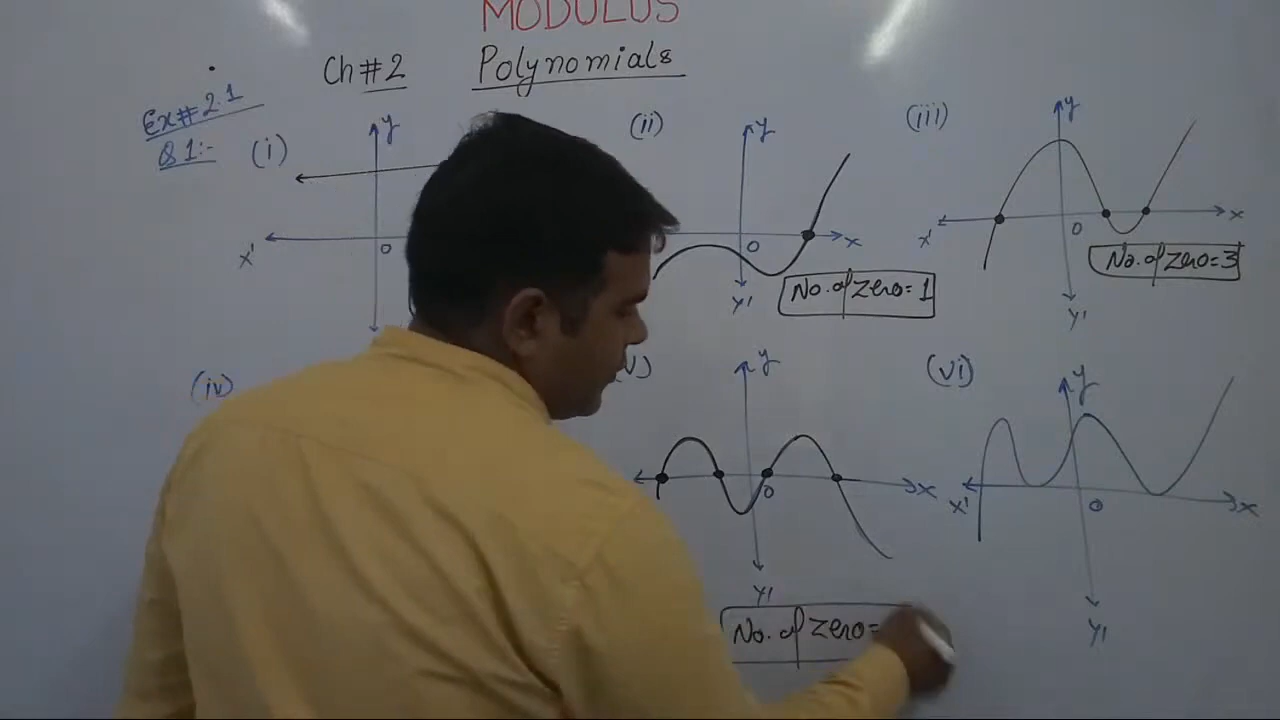 MODULUS
Ch#2 Polynomials
Ex#2.1
Q1:- (i)
y
x'
0
(ii)
y
0
x
y'
No. of zero=1
(iii)
y
x'
0
x
y'
No. of zero=3
(iv)
(v)
y
0
x
y'
No. of zero=
(vi)
y
x'
0
x
y'